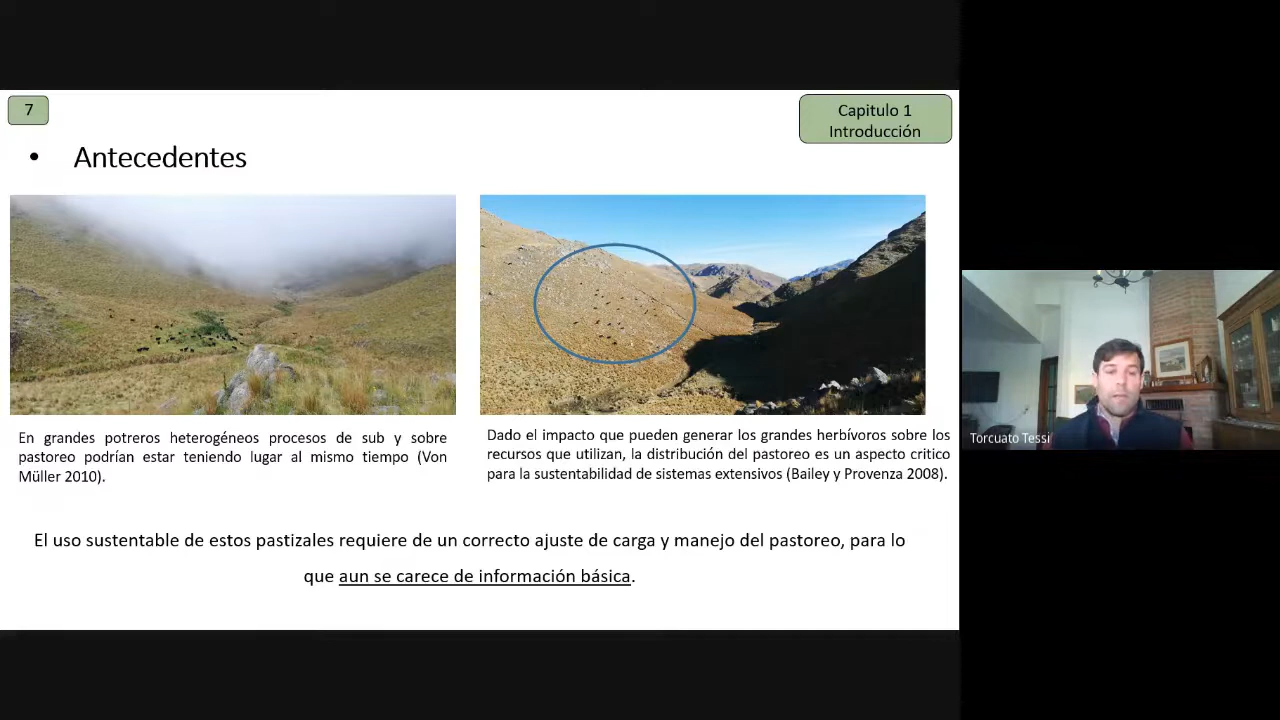 7
Capitulo 1
Introducción
• Antecedentes
En grandes potreros heterogéneos procesos de sub y sobre
pastoreo podrían estar teniendo lugar al mismo tiempo (Von
Müller 2010).
Dado el impacto que pueden generar los grandes herbívoros sobre los
recursos que utilizan, la distribución del pastoreo es un aspecto critico
para la sustentabilidad de sistemas extensivos (Bailey y Provenza 2008).
El uso sustentable de estos pastizales requiere de un correcto ajuste de carga y manejo del pastoreo, para lo
que aun se carece de información básica.
Torcuato Tessi